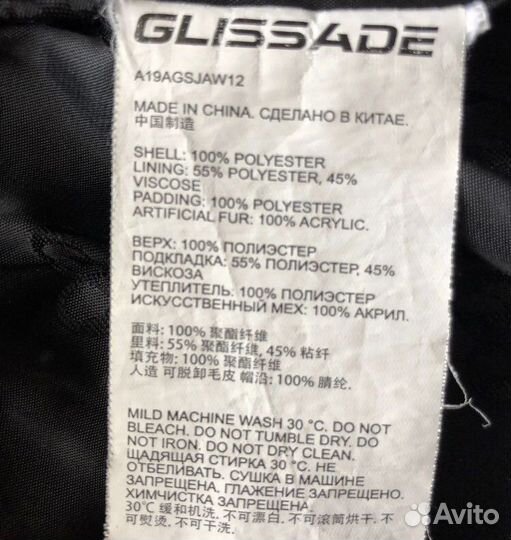 GLISSADE
A19AGSJAW12
MADE IN CHINA. СДЕЛАНО В КИТАЕ.
中国制造
SHELL: 100% POLYESTER
LINING: 55% POLYESTER, 45%
VISCOSE
PADDING: 100% POLYESTER
ARTIFICIAL FUR: 100% ACRYLIC.
ВЕРХ: 100% ПОЛИЭСТЕР
ПОДКЛАДКА: 55% ПОЛИЭСТЕР, 45%
ВИСКОЗА
УТЕПЛИТЕЛЬ: 100% ПОЛИЭСТЕР
ИСКУССТВЕННЫЙ МЕХ: 100% АКРИЛ.
面料: 100% 聚酯纤维
里料: 55% 聚酯纤维, 45% 粘纤
填充物: 100% 聚酯纤维
人造 可脱卸毛皮 帽沿: 100% 腈纶.
MILD MACHINE WASH 30 °C. DO NOT
BLEACH. DO NOT TUMBLE DRY. DO
NOT IRON. DO NOT DRY CLEAN.
ЩАДЯЩАЯ СТИРКА 30 °C. НЕ
ОТБЕЛИВАТЬ. СУШКА В МАШИНЕ
ЗАПРЕЩЕНА. ГЛАЖЕНИЕ ЗАПРЕЩЕНО.
ХИМЧИСТКА ЗАПРЕЩЕНА.
30°C 缓和机洗. 不可漂白. 不可滚筒烘干. 不
可熨烫. 不可干洗.
Avito